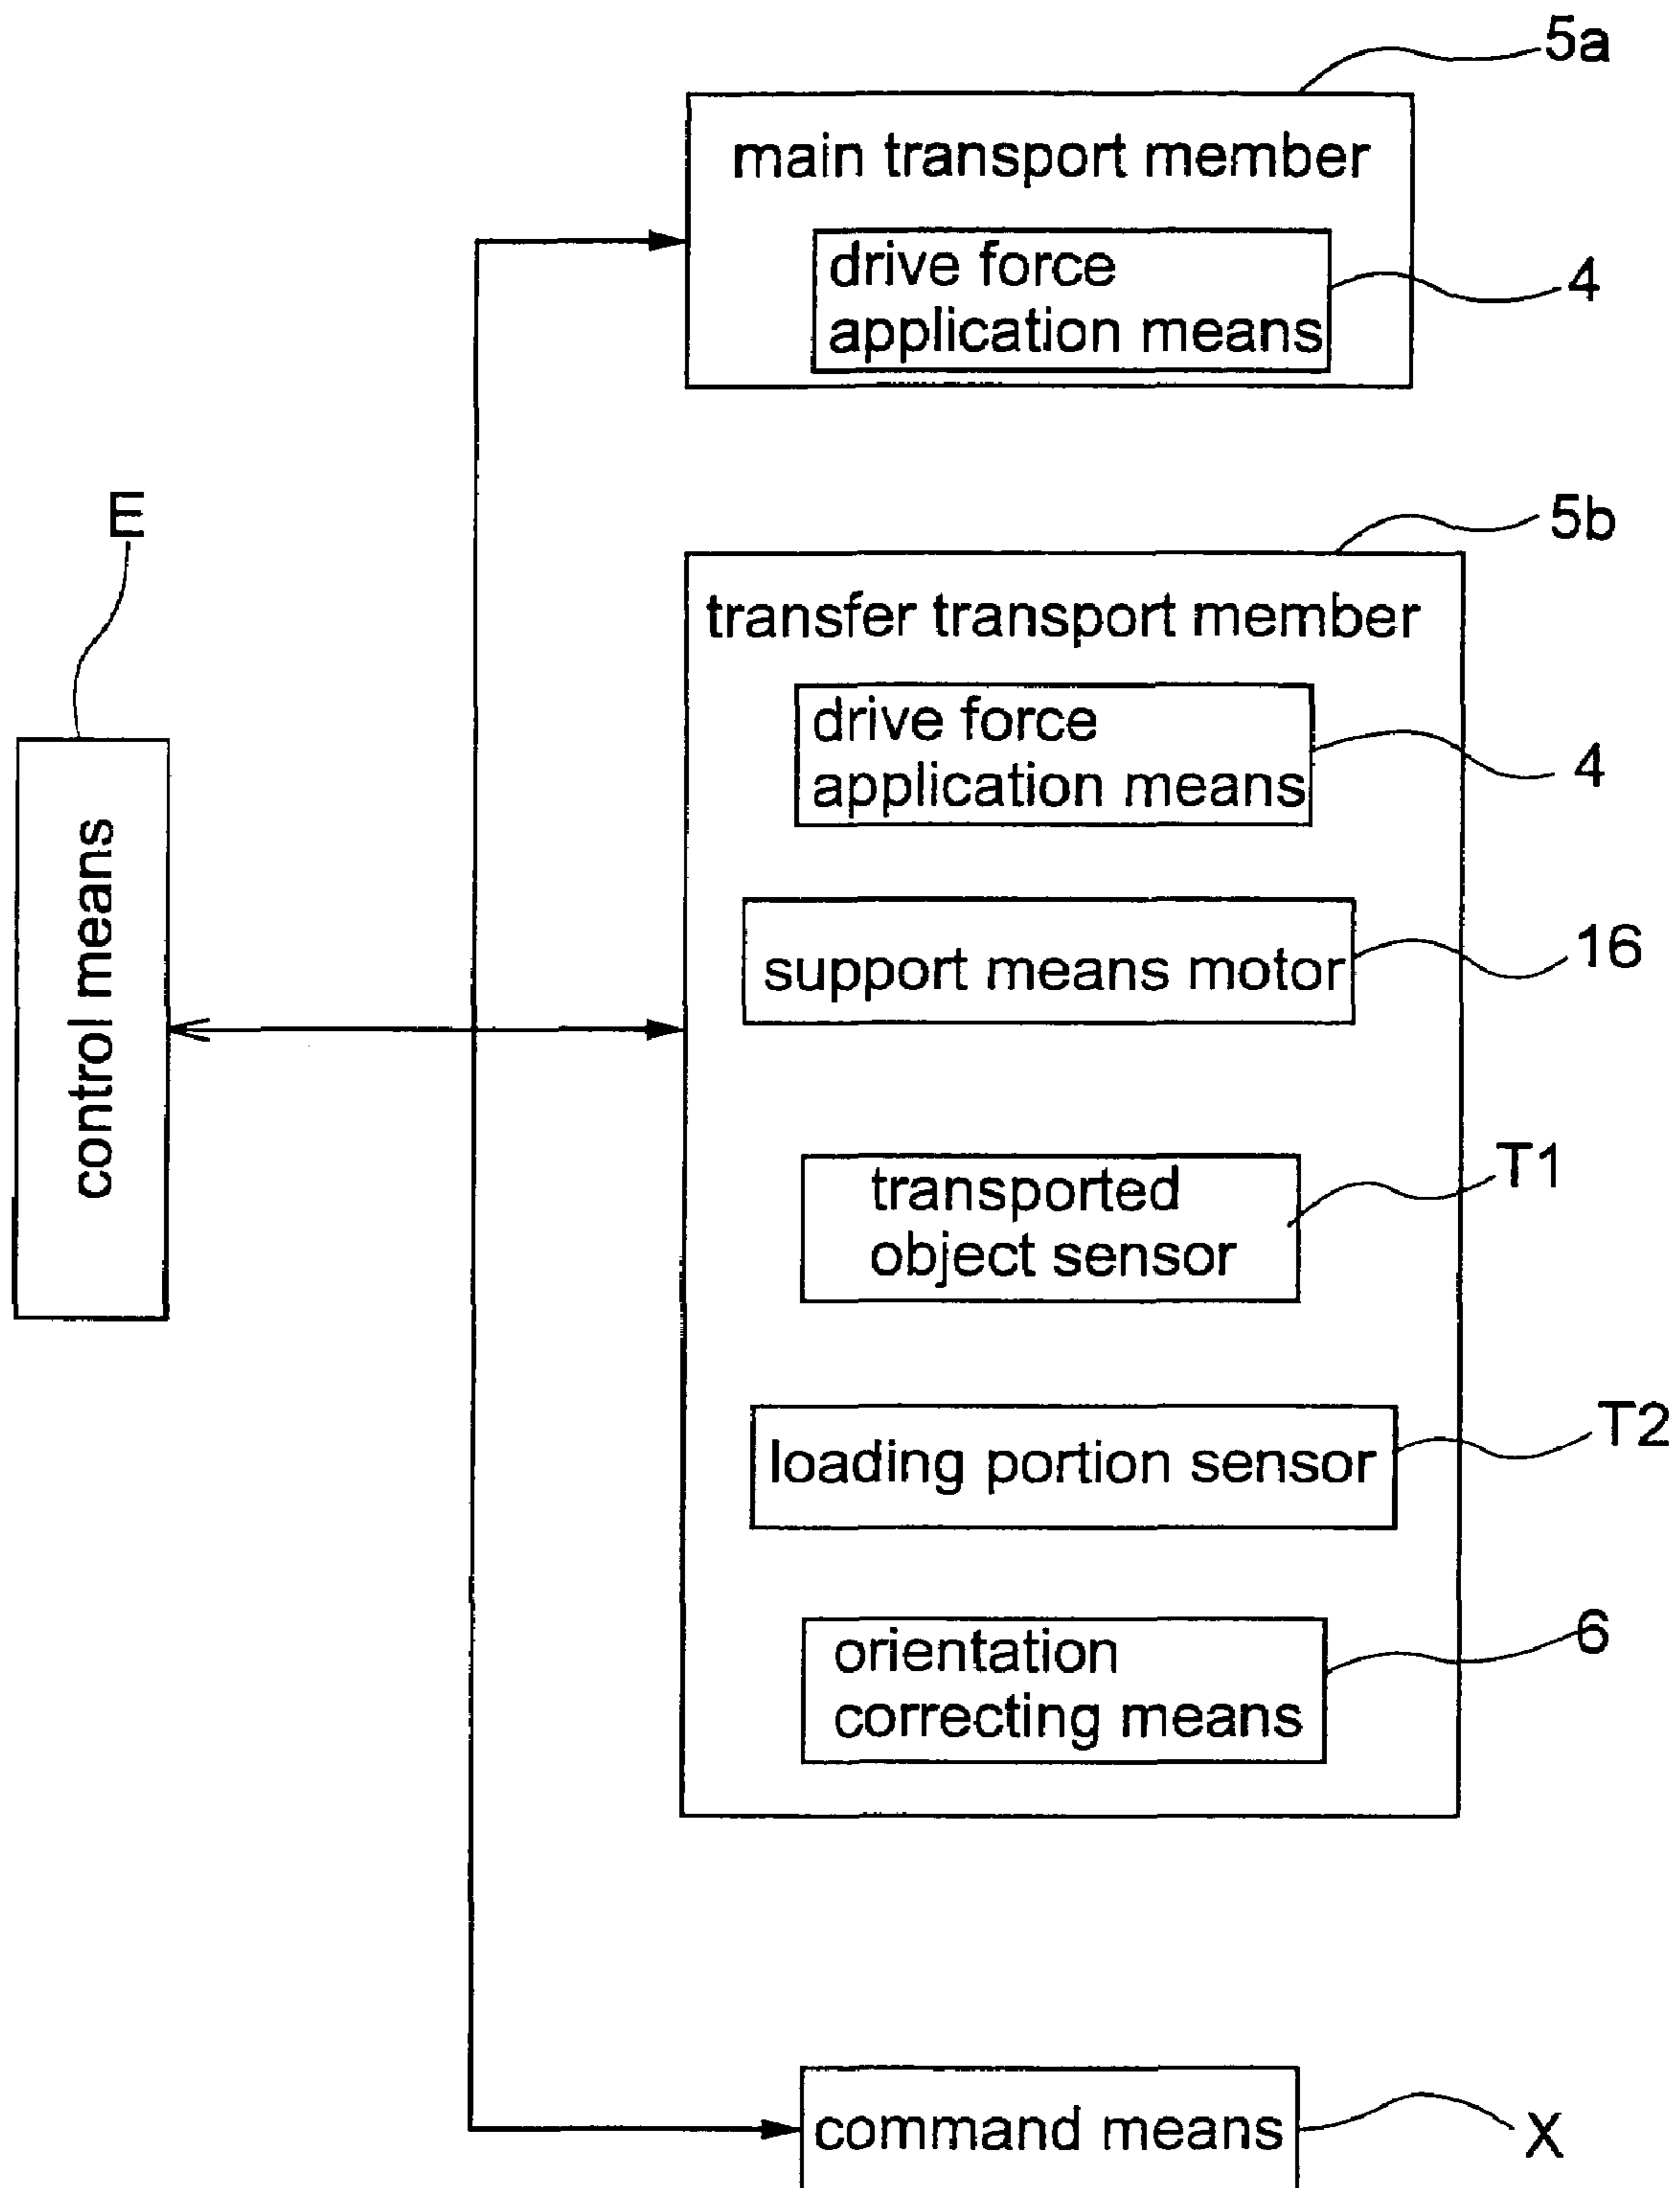 5a
main transport member
drive force
application means
4
E
control means
5b
transfer transport member
drive force
application means
4
support means motor
16
transported
object sensor
T1
loading portion sensor
T2
orientation
correcting means
6
command means
X